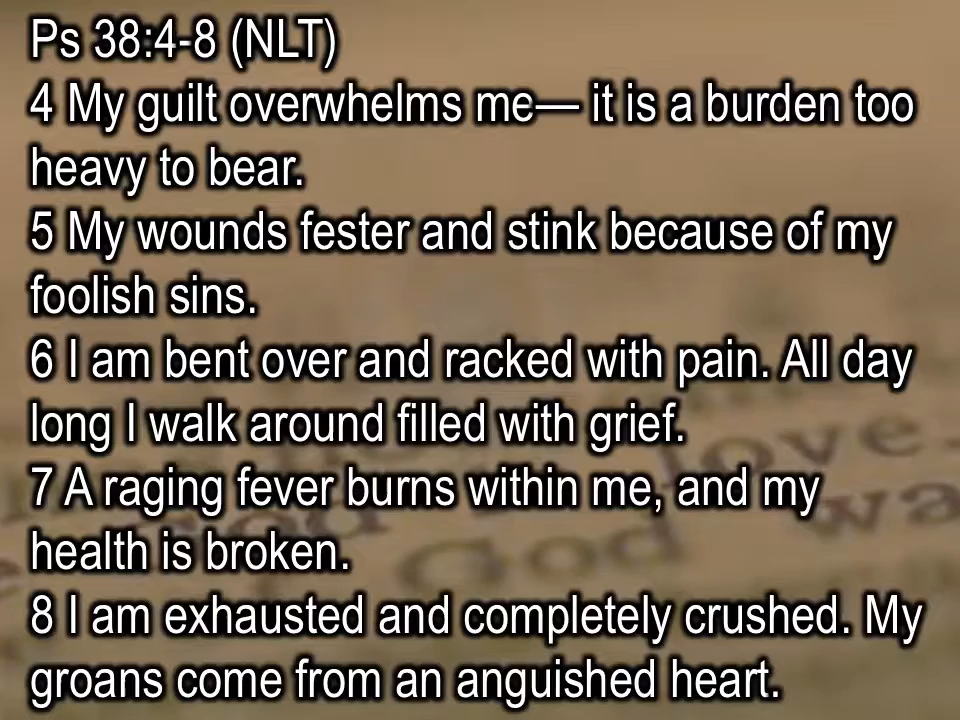 Ps 38:4-8 (NLT)
4 My guilt overwhelms me— it is a burden too
heavy to bear.
5 My wounds fester and stink because of my
foolish sins.
6 I am bent over and racked with pain. All day
long I walk around filled with grief.
7 A raging fever burns within me, and my
health is broken.
8 I am exhausted and completely crushed. My
groans come from an anguished heart.
love.
God wa